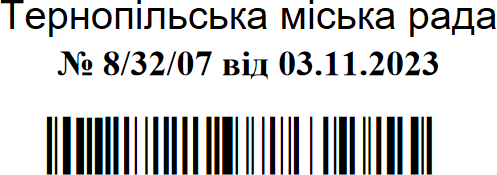 Тернопільська міська рада
№ 8/32/07 від 03.11.2023